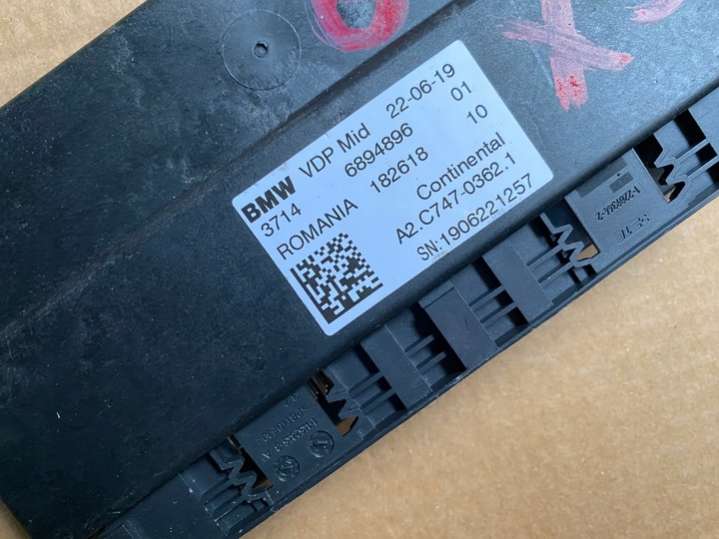 BMW VDP Mid 22-06-19
3714 6894896 01
ROMANIA 182618 10
Continental
A2.C747-0362.1
SN:1906221257